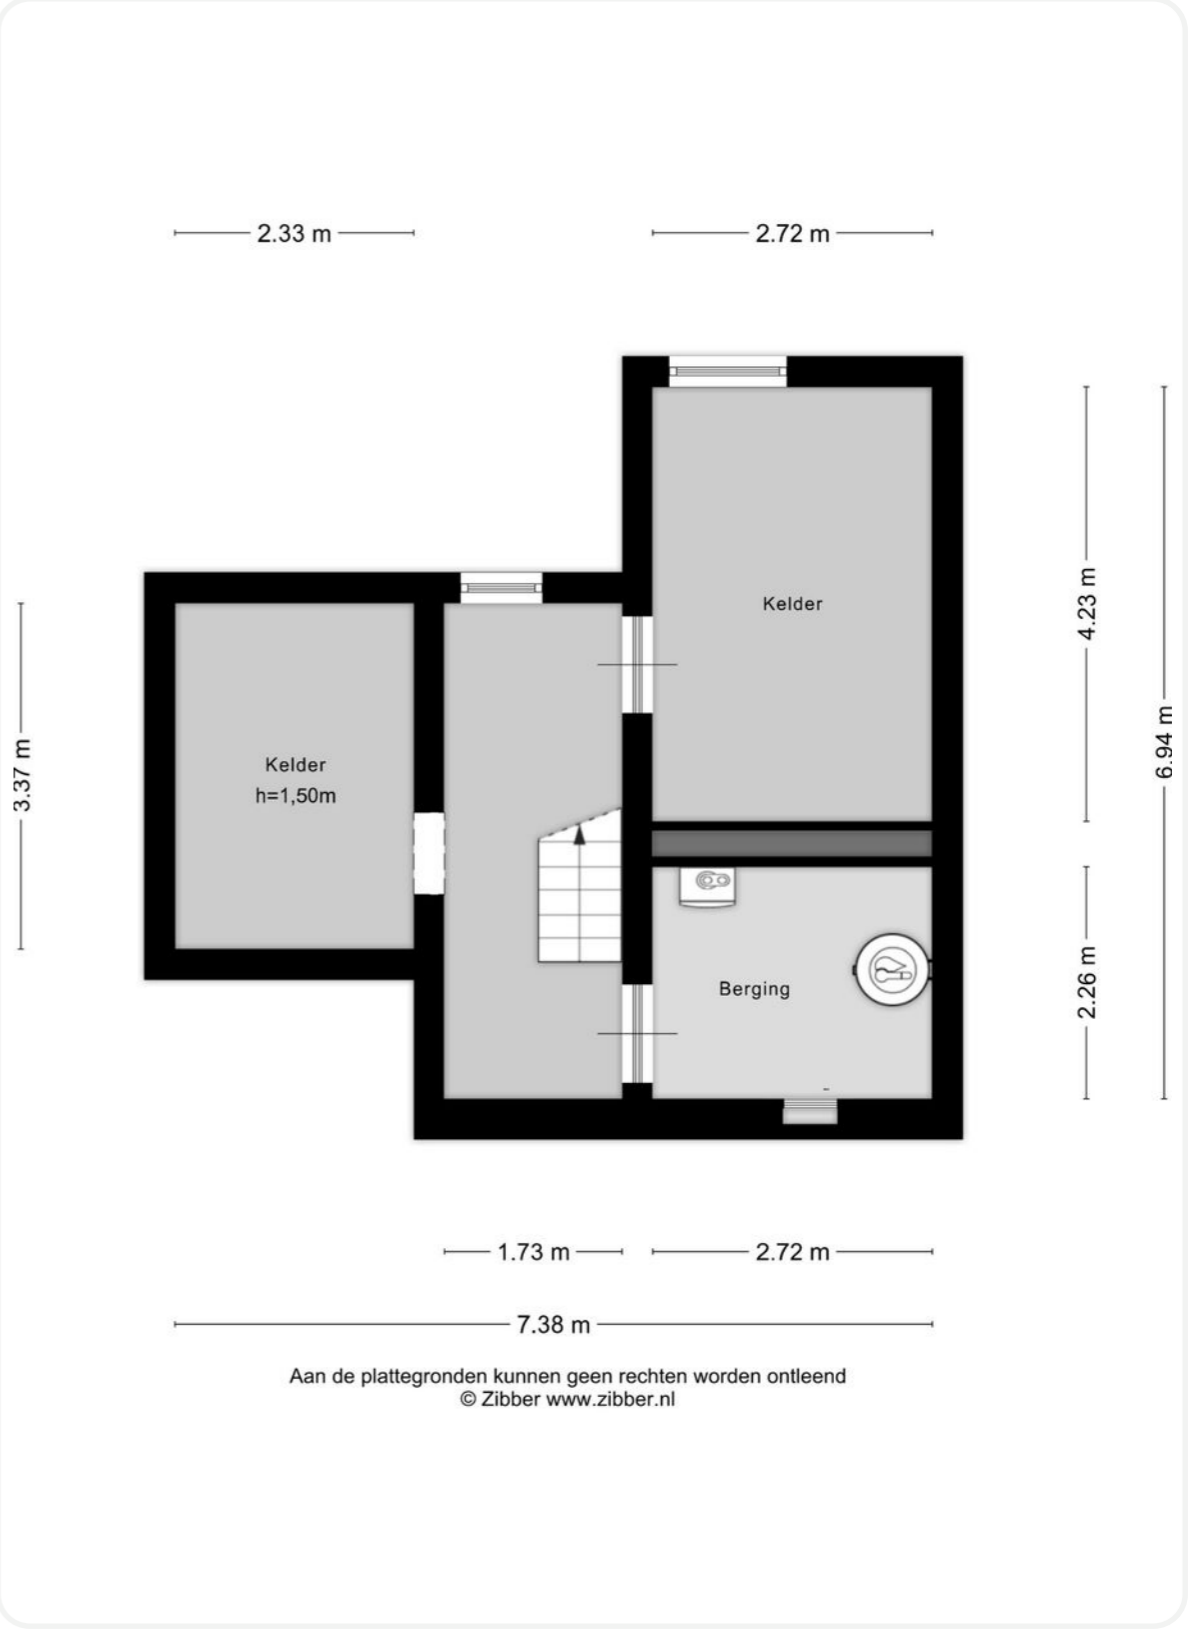 2.33 m
2.72 m
Kelder
4.23 m
6.94 m
3.37 m
Kelder
h=1,50m
Berging
2.26 m
1.73 m
2.72 m
7.38 m
Aan de plattegronden kunnen geen rechten worden ontleend
© Zibber www.zibber.nl